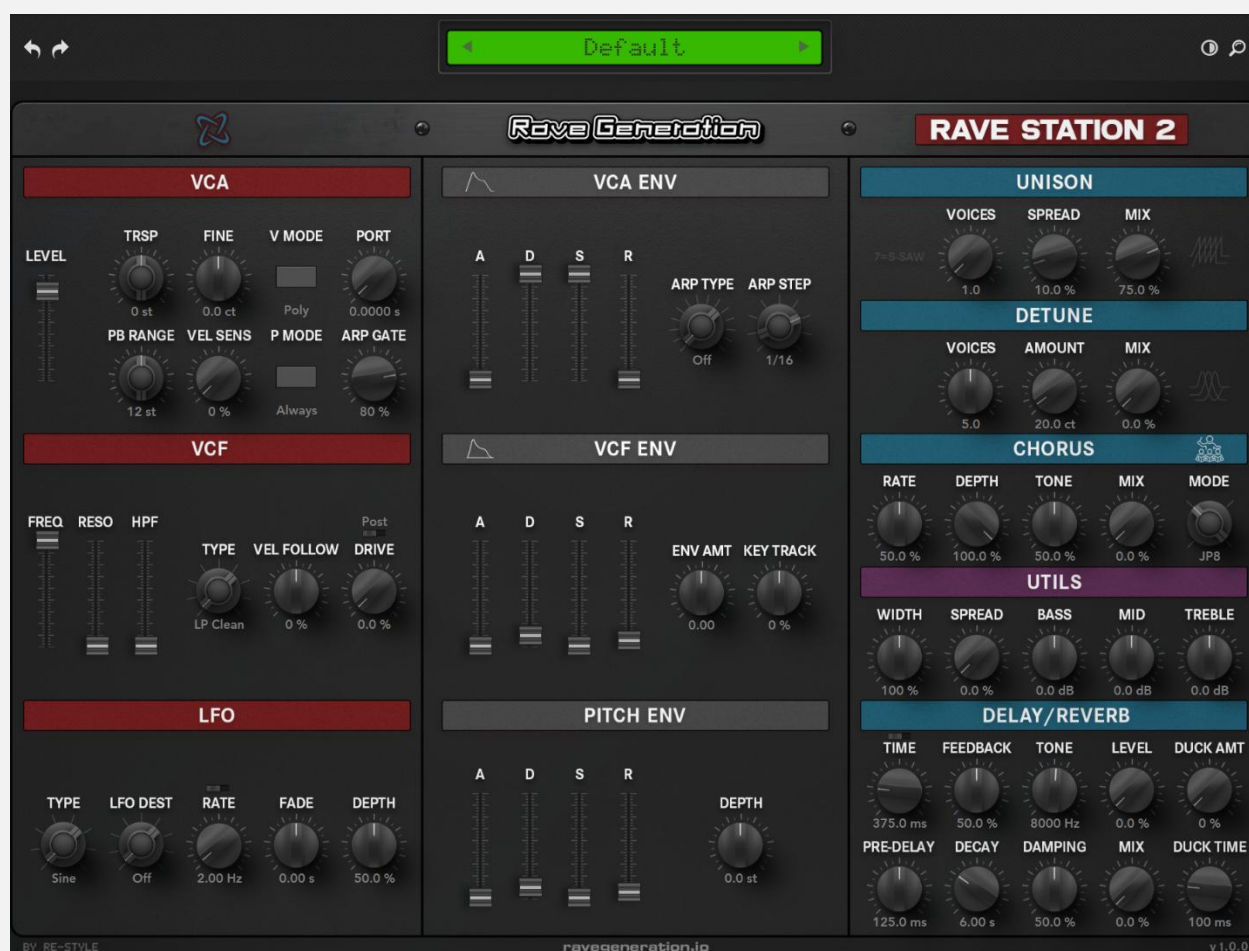 Default
Rave Generation
RAVE STATION 2
VCA
LEVEL
TRSP FINE V MODE PORT
0 st 0.0 ct Poly 0.0000 s
PB RANGE VEL SENS P MODE ARP GATE
12 st 0 % Always 80 %
VCF
FREQ RESO HPF
Post
TYPE VEL FOLLOW DRIVE
LP Clean 0 % 0.0 %
LFO
TYPE LFO DEST RATE FADE DEPTH
Sine Off 2.00 Hz 0.00 s 50.0 %
VCA ENV
A D S R
ARP TYPE ARP STEP
Off 1/16
VCF ENV
A D S R
ENV AMT KEY TRACK
0.00 0 %
PITCH ENV
A D S R
DEPTH
0.0 st
UNISON
VOICES SPREAD MIX
7=S-SAW
1.0 10.0 % 75.0 %
DETUNE
VOICES AMOUNT MIX
5.0 20.0 ct 0.0 %
CHORUS
RATE DEPTH TONE MIX MODE
50.0 % 100.0 % 50.0 % 0.0 % JP8
UTILS
WIDTH SPREAD BASS MID TREBLE
100 % 0.0 % 0.0 dB 0.0 dB 0.0 dB
DELAY/REVERB
TIME FEEDBACK TONE LEVEL DUCK AMT
375.0 ms 50.0 % 8000 Hz 0.0 % 0 %
PRE-DELAY DECAY DAMPING MIX DUCK TIME
125.0 ms 6.00 s 50.0 % 0.0 % 100 ms
BY RE-STYLE
ravegeneration.io
v1.0.0